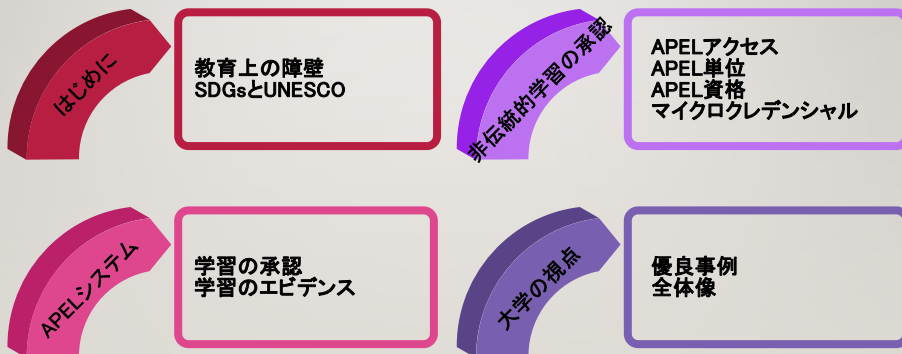 はじめに
教育上の障壁
SDGsとUNESCO
非伝統的学習の承認
APELアクセス
APEL単位
APEL資格
マイクロクレデンシャル
APELシステム
学習の承認
学習のエビデンス
大学の視点
優良事例
全体像